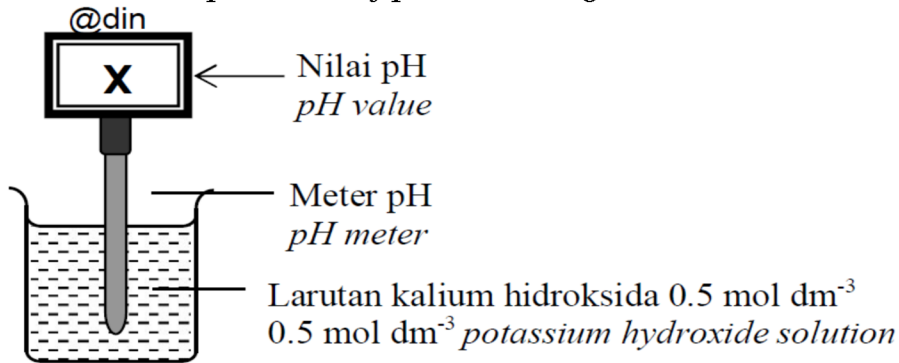 @din
X
Nilai pH
pH value
Meter pH
pH meter
Larutan kalium hidroksida 0.5 mol dm⁻³
0.5 mol dm⁻³ potassium hydroxide solution